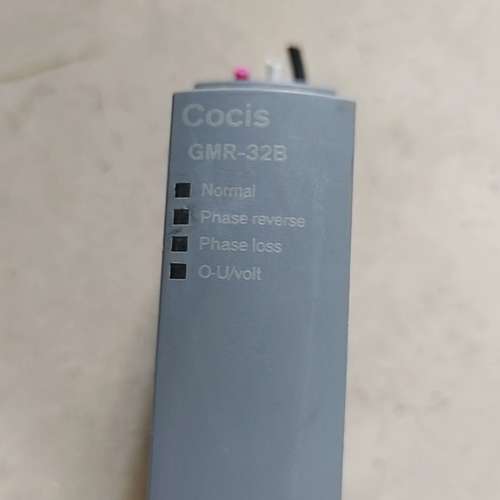 Cocis
GMR-32B
Normal
Phase reverse
Phase loss
O-U/volt